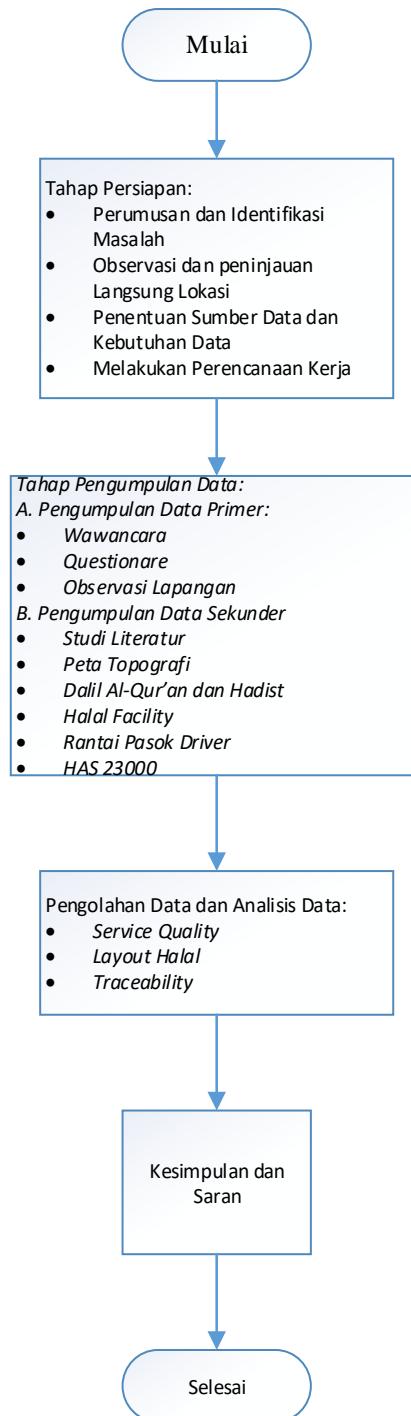 Mulai
Tahap Persiapan:
• Perumusan dan Identifikasi
Masalah
• Observasi dan peninjauan
Langsung Lokasi
• Penentuan Sumber Data dan
Kebutuhan Data
• Melakukan Perencanaan Kerja
Tahap Pengumpulan Data:
A. Pengumpulan Data Primer:
• Wawancara
• Questionare
• Observasi Lapangan
B. Pengumpulan Data Sekunder
• Studi Literatur
• Peta Topografi
• Dalil Al-Qur’an dan Hadist
• Halal Facility
• Rantai Pasok Driver
• HAS 23000
Pengolahan Data dan Analisis Data:
• Service Quality
• Layout Halal
• Traceability
Kesimpulan dan
Saran
Selesai